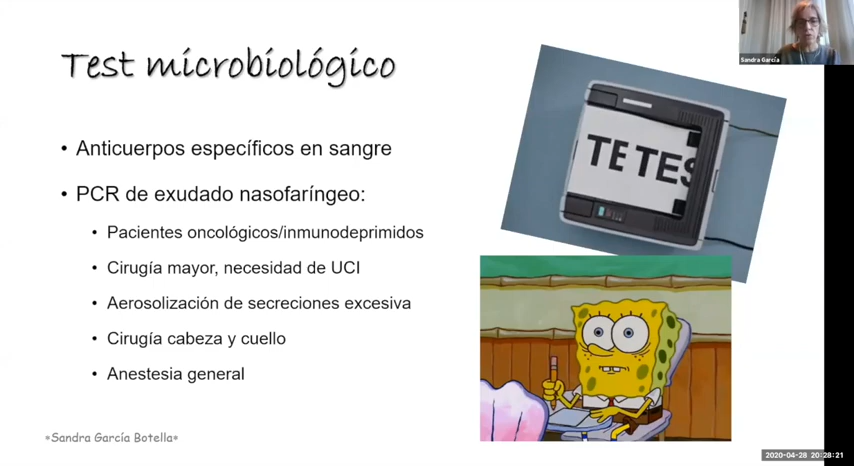 Test microbiológico
Sandra García
• Anticuerpos específicos en sangre
• PCR de exudado nasofaríngeo:
• Pacientes oncológicos/inmunodeprimidos
• Cirugía mayor, necesidad de UCI
• Aerosolización de secreciones excesiva
• Cirugía cabeza y cuello
• Anestesia general
TE TES
*Sandra García Botella*
2020-04-28 20:28:21